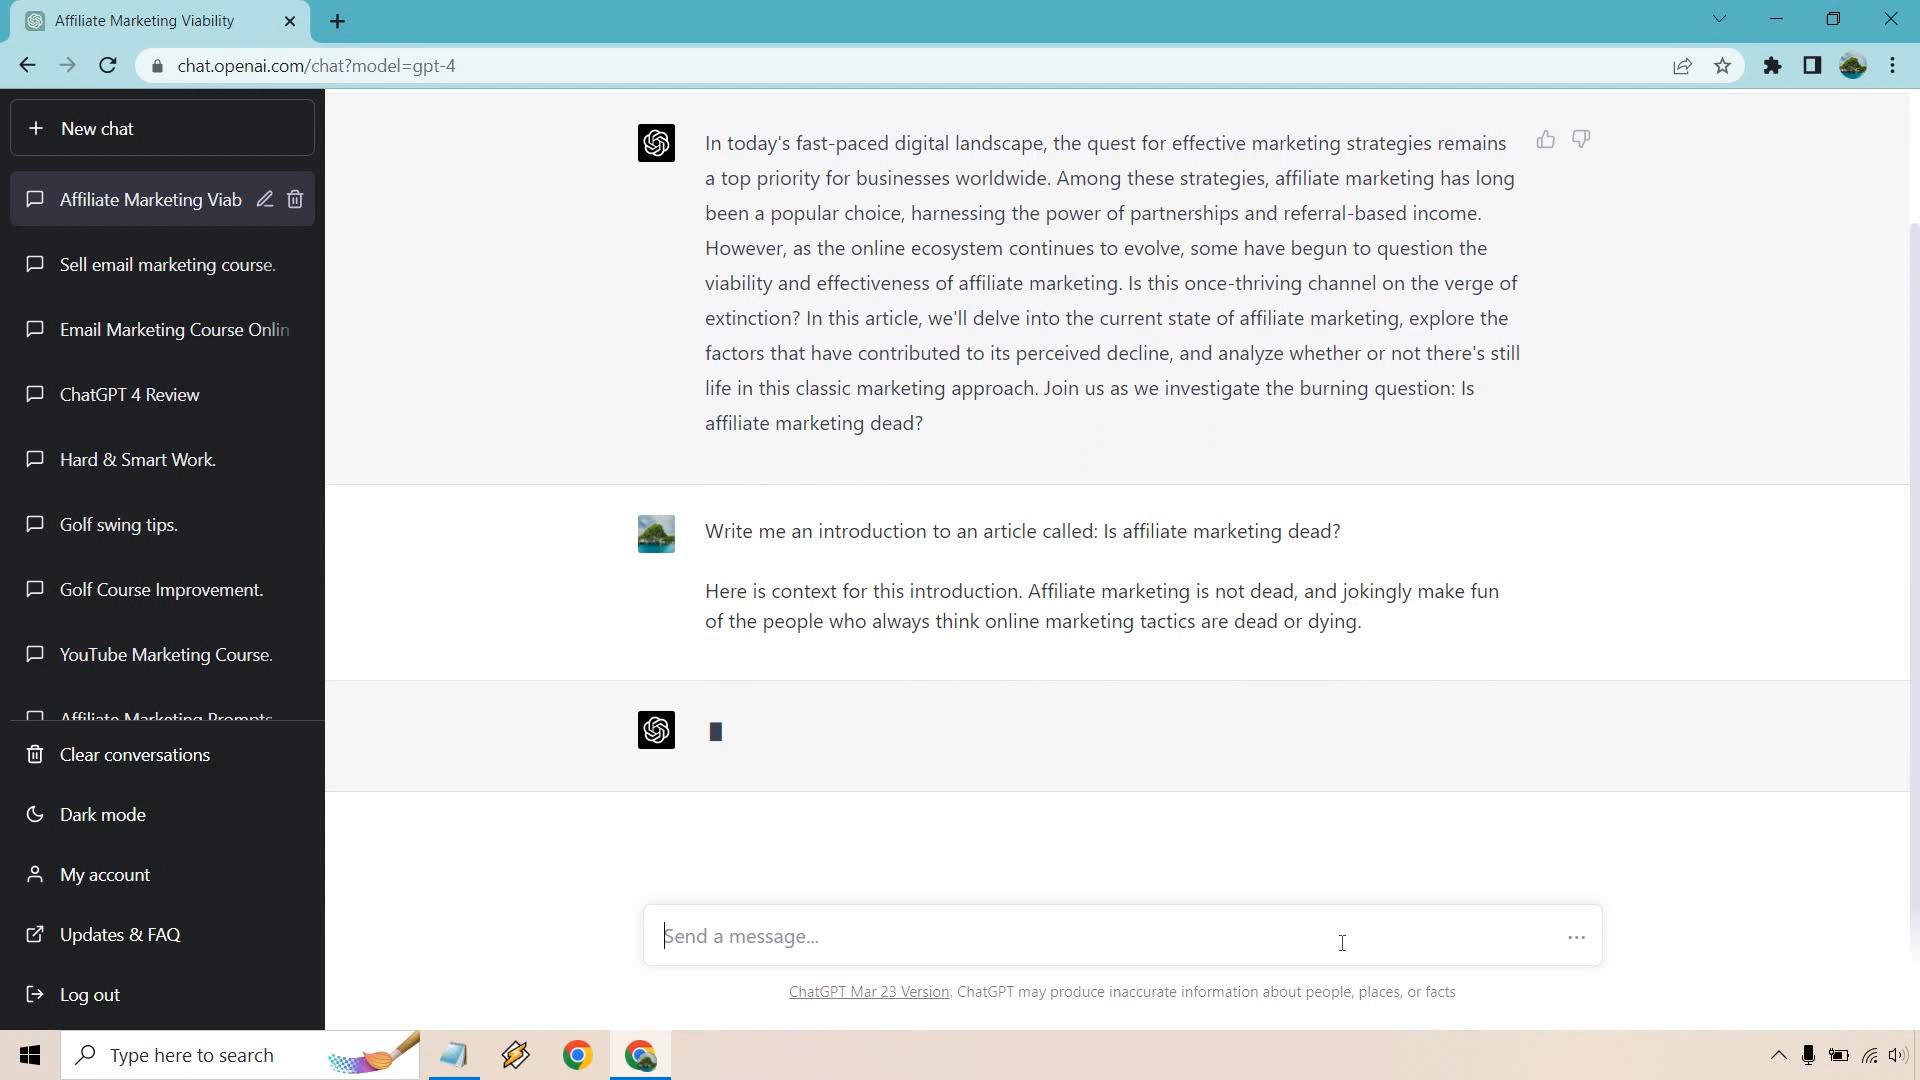 Affiliate Marketing Viability
chat.openai.com/chat?model=gpt-4
New chat
Affiliate Marketing Viab
Sell email marketing course.
Email Marketing Course Onlin
ChatGPT 4 Review
Hard & Smart Work.
Golf swing tips.
Golf Course Improvement.
YouTube Marketing Course.
Affiliate Marketing Prompts
Clear conversations
Dark mode
My account
Updates & FAQ
Log out
In today's fast-paced digital landscape, the quest for effective marketing strategies remains
a top priority for businesses worldwide. Among these strategies, affiliate marketing has long
been a popular choice, harnessing the power of partnerships and referral-based income.
However, as the online ecosystem continues to evolve, some have begun to question the
viability and effectiveness of affiliate marketing. Is this once-thriving channel on the verge of
extinction? In this article, we'll delve into the current state of affiliate marketing, explore the
factors that have contributed to its perceived decline, and analyze whether or not there's still
life in this classic marketing approach. Join us as we investigate the burning question: Is
affiliate marketing dead?
Write me an introduction to an article called: Is affiliate marketing dead?
Here is context for this introduction. Affiliate marketing is not dead, and jokingly make fun
of the people who always think online marketing tactics are dead or dying.
Send a message...
ChatGPT Mar 23 Version. ChatGPT may produce inaccurate information about people, places, or facts
Type here to search